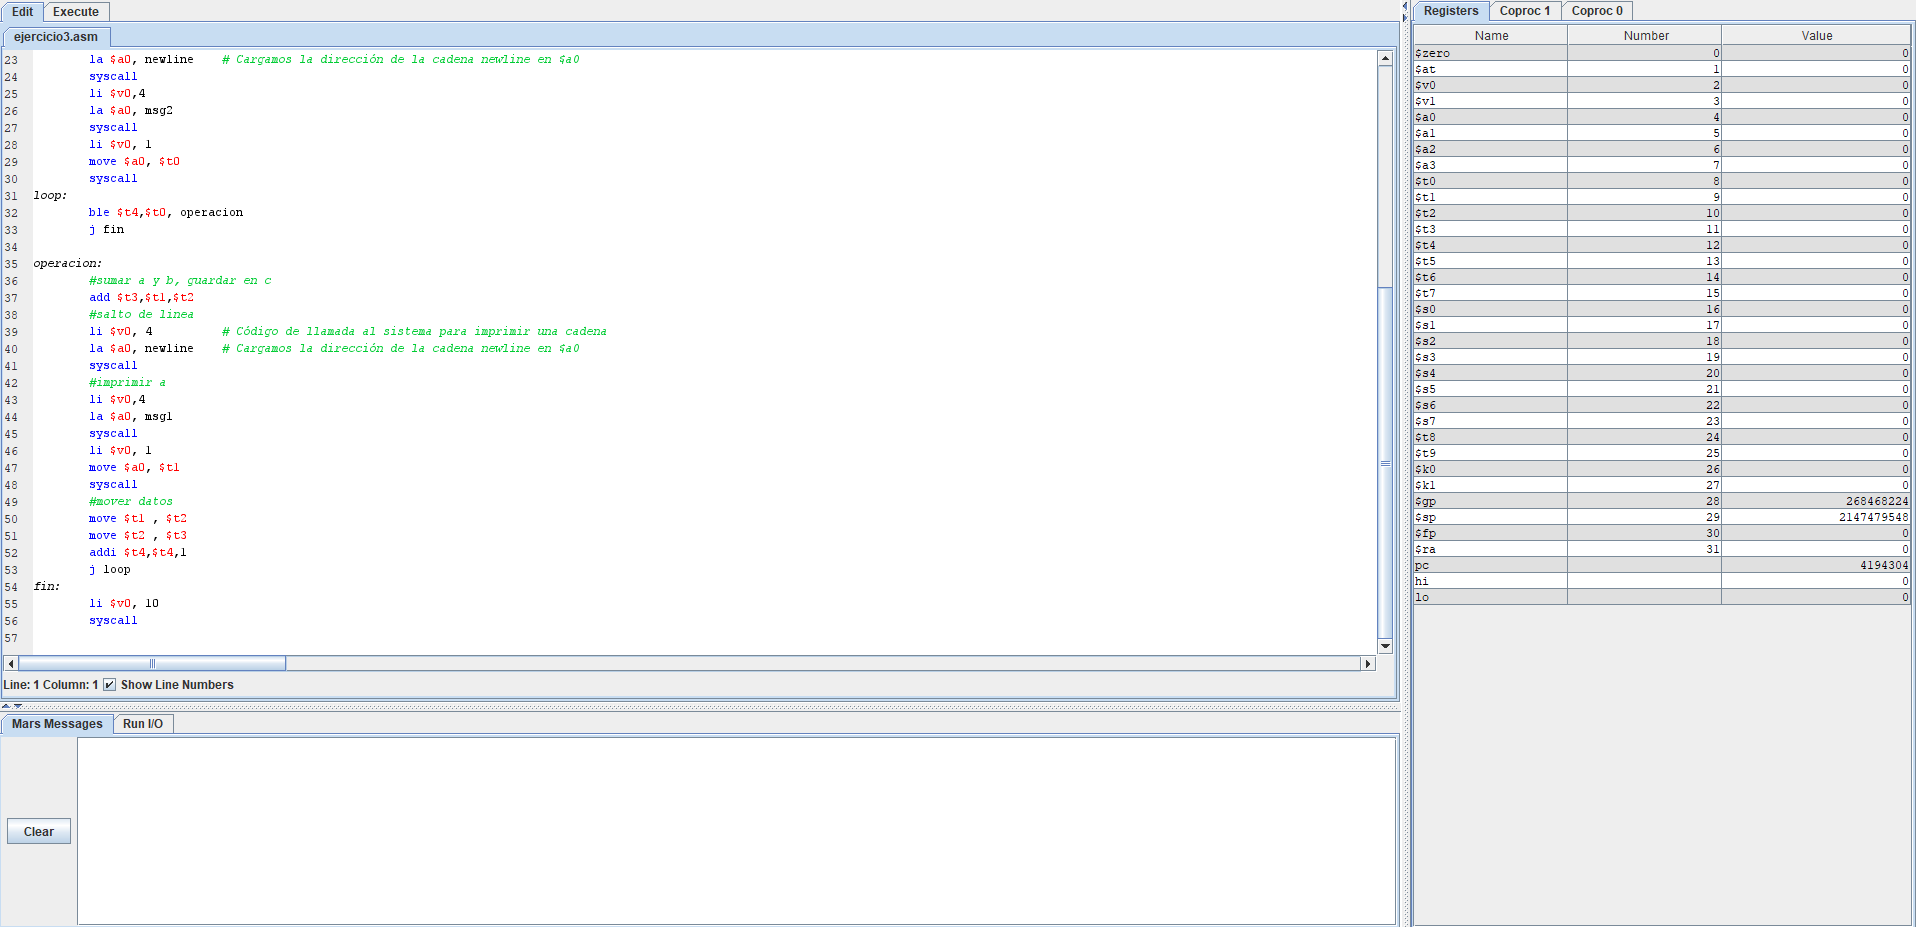 Edit Execute
ejercicio3.asm
23 la $a0, newline # Cargamos la dirección de la cadena newline en $a0
24 syscall
25 li $v0,4
26 la $a0, msg2
27 syscall
28 li $v0, 1
29 move $a0, $t0
30 syscall
31 loop:
32 ble $t4,$t0, operacion
33 j fin
34
35 operacion:
36 #sumar a y b, guardar en c
37 add $t3,$t1,$t2
38 #salto de linea
39 li $v0, 4 # Código de llamada al sistema para imprimir una cadena
40 la $a0, newline # Cargamos la dirección de la cadena newline en $a0
41 syscall
42 #imprimir a
43 li $v0,4
44 la $a0, msg1
45 syscall
46 li $v0, 1
47 move $a0, $t1
48 syscall
49 #mover datos
50 move $t1 , $t2
51 move $t2 , $t3
52 addi $t4,$t4,1
53 j loop
54 fin:
55 li $v0, 10
56 syscall
57
Line: 1 Column: 1 Show Line Numbers
Mars Messages Run I/O
Clear
Registers Coproc 1 Coproc 0
Name Number Value
$zero 0 0
$at 1 0
$v0 2 0
$v1 3 0
$a0 4 0
$a1 5 0
$a2 6 0
$a3 7 0
$t0 8 0
$t1 9 0
$t2 10 0
$t3 11 0
$t4 12 0
$t5 13 0
$t6 14 0
$t7 15 0
$s0 16 0
$s1 17 0
$s2 18 0
$s3 19 0
$s4 20 0
$s5 21 0
$s6 22 0
$s7 23 0
$t8 24 0
$t9 25 0
$k0 26 0
$k1 27 0
$gp 28 268468224
$sp 29 2147479548
$fp 30 0
$ra 31 0
pc 4194304
hi 0
lo 0